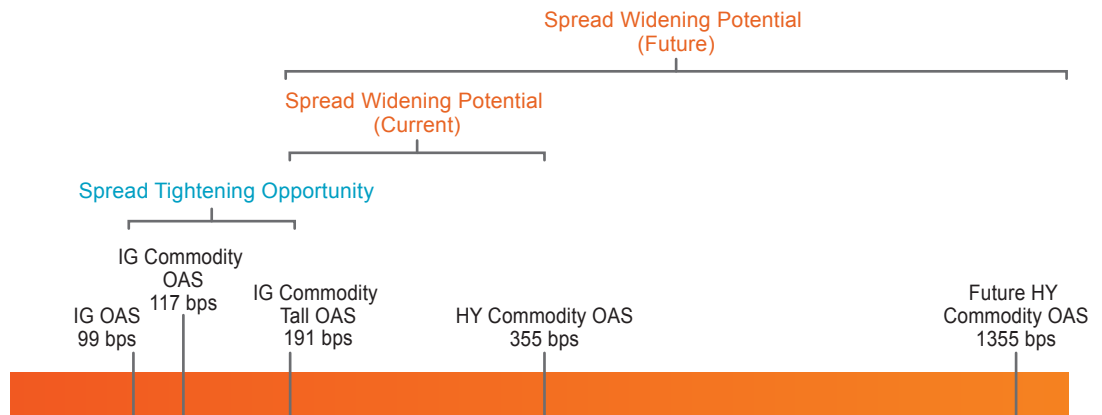 Spread Widening Potential
(Future)
Spread Widening Potential
(Current)
Spread Tightening Opportunity
IG Commodity
OAS
117 bps
IG OAS
99 bps
IG Commodity
Tall OAS
191 bps
HY Commodity OAS
355 bps
Future HY
Commodity OAS
1355 bps